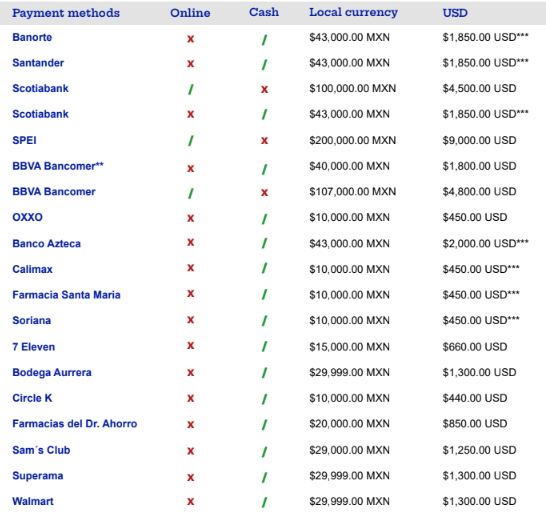 Payment methods Online Cash Local currency USD
Banorte x / $43,000.00 MXN $1,850.00 USD***
Santander x / $43,000.00 MXN $1,850.00 USD***
Scotiabank / x $100,000.00 MXN $4,500.00 USD
Scotiabank x / $43,000.00 MXN $1,850.00 USD***
SPEI / x $200,000.00 MXN $9,000.00 USD
BBVA Bancomer** x / $40,000.00 MXN $1,800.00 USD
BBVA Bancomer / x $107,000.00 MXN $4,800.00 USD
OXXO x / $10,000.00 MXN $450.00 USD
Banco Azteca x / $43,000.00 MXN $2,000.00 USD***
Calimax x / $10,000.00 MXN $450.00 USD***
Farmacia Santa Maria x / $10,000.00 MXN $450.00 USD***
Soriana x / $10,000.00 MXN $450.00 USD***
7 Eleven x / $15,000.00 MXN $660.00 USD
Bodega Aurrera x / $29,999.00 MXN $1,300.00 USD
Circle K x / $10,000.00 MXN $440.00 USD
Farmacias del Dr. Ahorro x / $20,000.00 MXN $850.00 USD
Sam´s Club x / $29,000.00 MXN $1,250.00 USD
Superama x / $29,999.00 MXN $1,300.00 USD
Walmart x / $29,999.00 MXN $1,300.00 USD